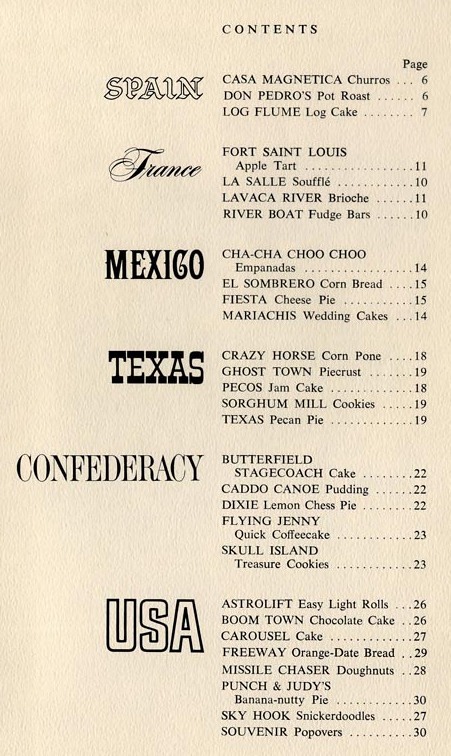 CONTENTS
Page
SPAIN
CASA MAGNETICA Churros ... 6
DON PEDRO'S Pot Roast ...... 6
LOG FLUME Log Cake ........ 7
France
FORT SAINT LOUIS
Apple Tart ................11
LA SALLE Soufflé ...........10
LAVACA RIVER Brioche .....11
RIVER BOAT Fudge Bars ....10
MEXICO
CHA-CHA CHOO CHOO
Empanadas ................14
EL SOMBRERO Corn Bread ....15
FIESTA Cheese Pie ..........15
MARIACHIS Wedding Cakes ...14
TEXAS
CRAZY HORSE Corn Pone ....18
GHOST TOWN Piecrust .......19
PECOS Jam Cake ............18
SORGHUM MILL Cookies .....19
TEXAS Pecan Pie ............19
CONFEDERACY
BUTTERFIELD
STAGECOACH Cake ........22
CADDO CANOE Pudding ......22
DIXIE Lemon Chess Pie .......22
FLYING JENNY
Quick Coffeecake ...........23
SKULL ISLAND
Treasure Cookies ...........23
USA
ASTROLIFT Easy Light Rolls ...26
BOOM TOWN Chocolate Cake ..26
CAROUSEL Cake .............27
FREEWAY Orange-Date Bread ..29
MISSILE CHASER Doughnuts ..28
PUNCH & JUDY'S
Banana-nutty Pie ...........30
SKY HOOK Snickerdoodles .....27
SOUVENIR Popovers ..........30